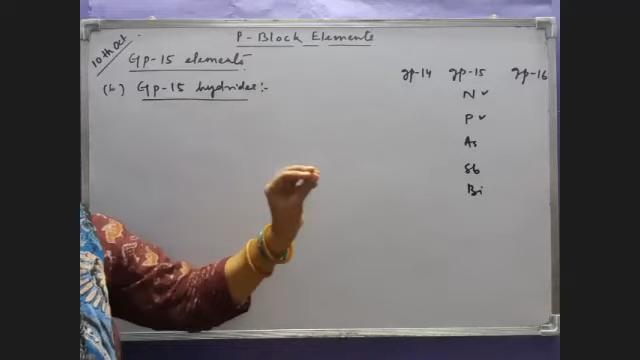 P-Block Elements
10th Oct.
Gp-15 elements
(b) Gp-15 hydrides:-
gp-14 gp-15 gp-16
N ✓
P ✓
As
Sb
Bi